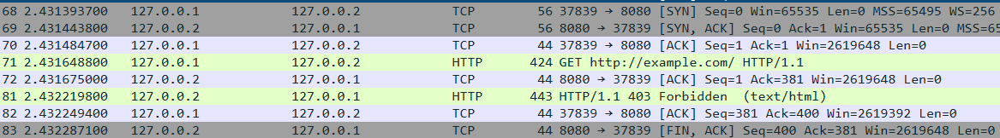 68 2.431393700 127.0.0.1 127.0.0.2 TCP 56 37839 → 8080 [SYN] Seq=0 Win=65535 Len=0 MSS=65495 WS=256
69 2.431443800 127.0.0.2 127.0.0.1 TCP 56 8080 → 37839 [SYN, ACK] Seq=0 Ack=1 Win=65535 Len=0 MSS=65
70 2.431484700 127.0.0.1 127.0.0.2 TCP 44 37839 → 8080 [ACK] Seq=1 Ack=1 Win=2619648 Len=0
71 2.431648800 127.0.0.1 127.0.0.2 HTTP 424 GET http://example.com/ HTTP/1.1
72 2.431675000 127.0.0.2 127.0.0.1 TCP 44 8080 → 37839 [ACK] Seq=1 Ack=381 Win=2619648 Len=0
81 2.432219800 127.0.0.2 127.0.0.1 HTTP 443 HTTP/1.1 403 Forbidden (text/html)
82 2.432249400 127.0.0.1 127.0.0.2 TCP 44 37839 → 8080 [ACK] Seq=381 Ack=400 Win=2619392 Len=0
83 2.432287100 127.0.0.2 127.0.0.1 TCP 44 8080 → 37839 [FIN, ACK] Seq=400 Ack=381 Win=2619648 Len=0